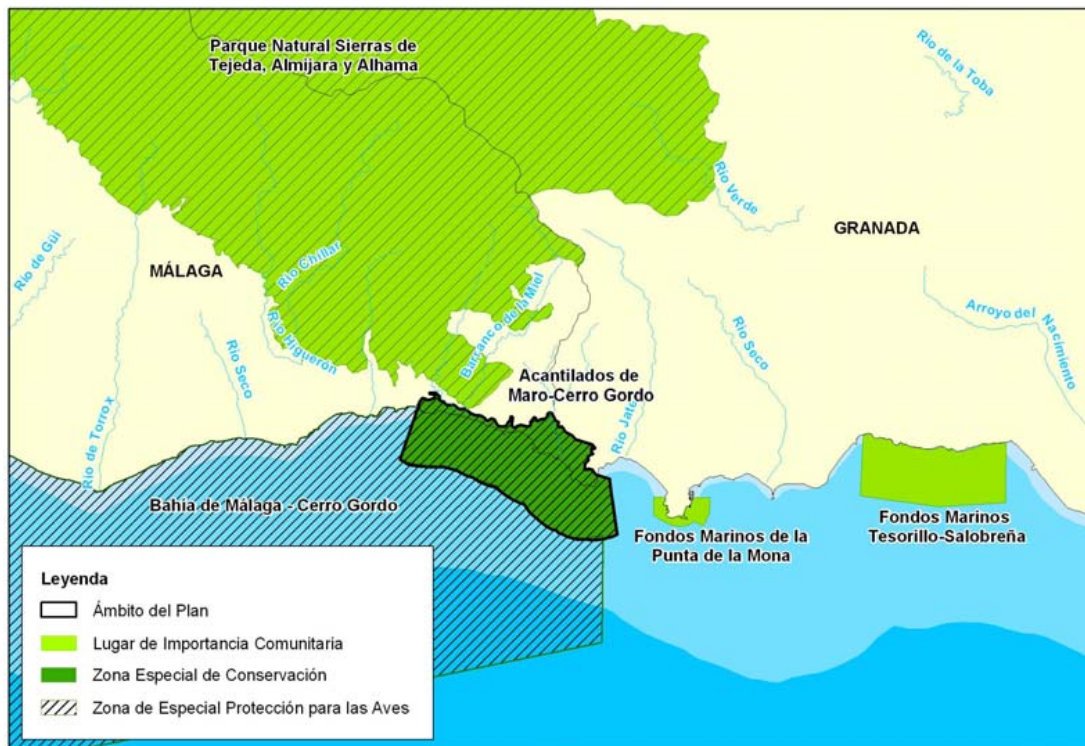 Parque Natural Sierras de
Tejeda, Almijara y Alhama
Río de la Toba
Río Verde
GRANADA
Río de Güi
MÁLAGA
Río Chillar
Barranco de la Miel
Arroyo del Nacimiento
Río Higuerón
Río Seco
Río Seco
Acantilados de
Maro-Cerro Gordo
Río Jate
Río de Torrox
Bahía de Málaga - Cerro Gordo
Fondos Marinos de la
Punta de la Mona
Fondos Marinos
Tesorillo-Salobreña
Leyenda
Ámbito del Plan
Lugar de Importancia Comunitaria
Zona Especial de Conservación
Zona de Especial Protección para las Aves